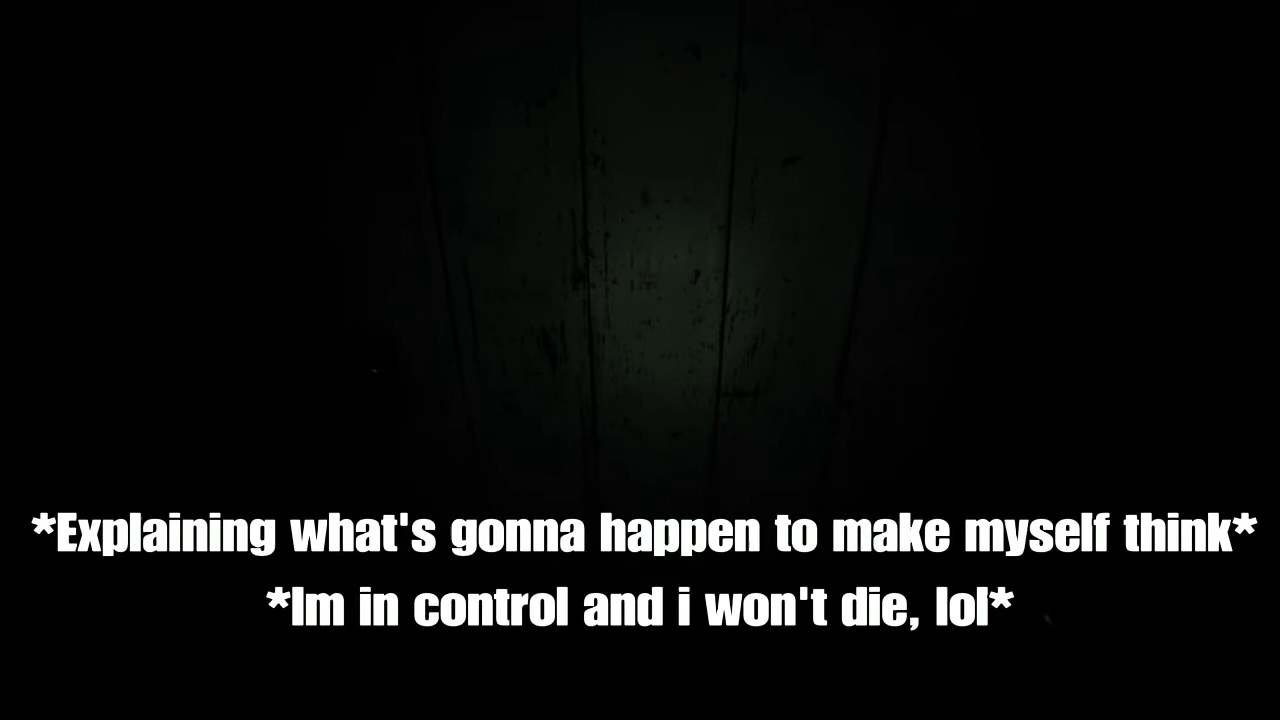 *Explaining what's gonna happen to make myself think*
*Im in control and i won't die, lol*